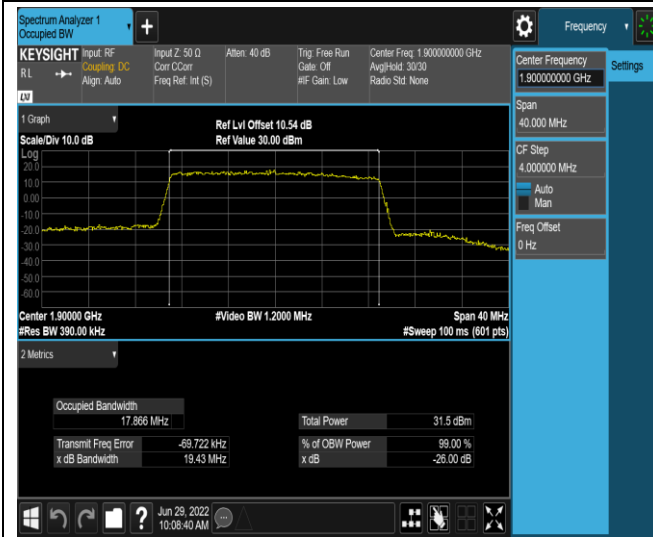 Spectrum Analyzer 1
Occupied BW
+
Frequency
KEYSIGHT
RL
LXI
Input: RF
Coupling: DC
Align: Auto
Input Z: 50 Ω
Corr CCorr
Freq Ref: Int (S)
Atten: 40 dB
Trig: Free Run
Gate: Off
#IF Gain: Low
Center Freq: 1.900000000 GHz
Avg|Hold: 30/30
Radio Std: None
Center Frequency
1.900000000 GHz
Settings
Span
40.000 MHz
CF Step
4.000000 MHz
Auto
Man
Freq Offset
0 Hz
1 Graph
Scale/Div 10.0 dB
Ref Lvl Offset 10.54 dB
Ref Value 30.00 dBm
Log
20.0
10.0
0.00
-10.0
-20.0
-30.0
-40.0
-50.0
-60.0
Center 1.90000 GHz
#Video BW 1.2000 MHz
Span 40 MHz
#Res BW 390.00 kHz
#Sweep 100 ms (601 pts)
2 Metrics
Occupied Bandwidth
17.866 MHz
Total Power 31.5 dBm
Transmit Freq Error -69.722 kHz
% of OBW Power 99.00 %
x dB Bandwidth 19.43 MHz
x dB -26.00 dB
?
Jun 29, 2022
10:08:40 AM